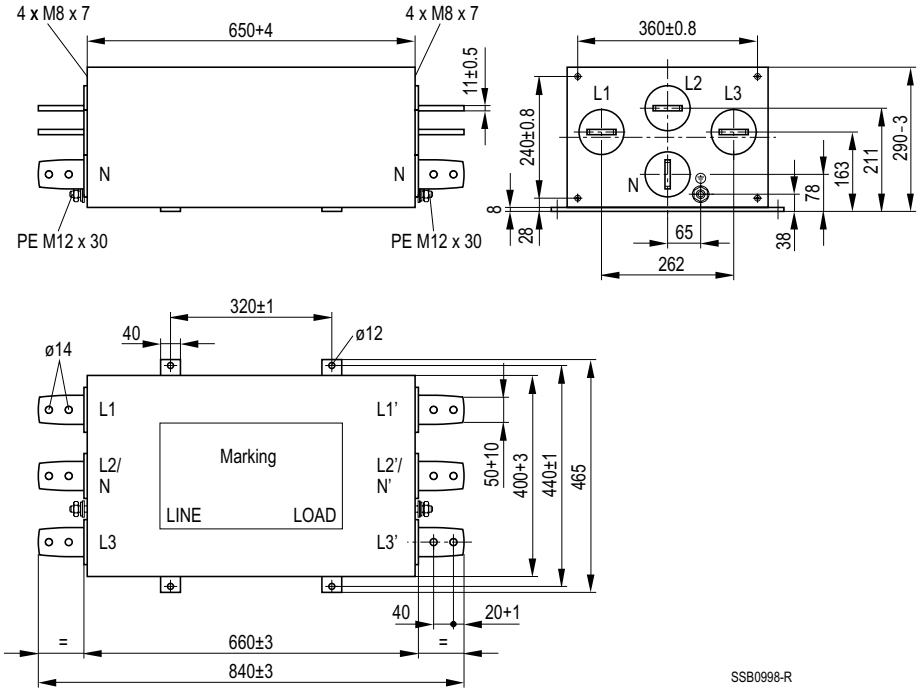 4 x M8 x 7
650+4
4 x M8 x 7
11±0.5
N
N
PE M12 x 30
PE M12 x 30
360±0.8
L1
L2
L3
N
240±0.8
8
28
65
262
38
78
163
211
290-3
320±1
40
ø12
ø14
L1
L1'
L2/
N
L2'/
N'
L3
L3'
Marking
LINE
LOAD
50+10
400+3
440±1
465
40
20+1
=
660±3
=
840±3
SSB0998-R